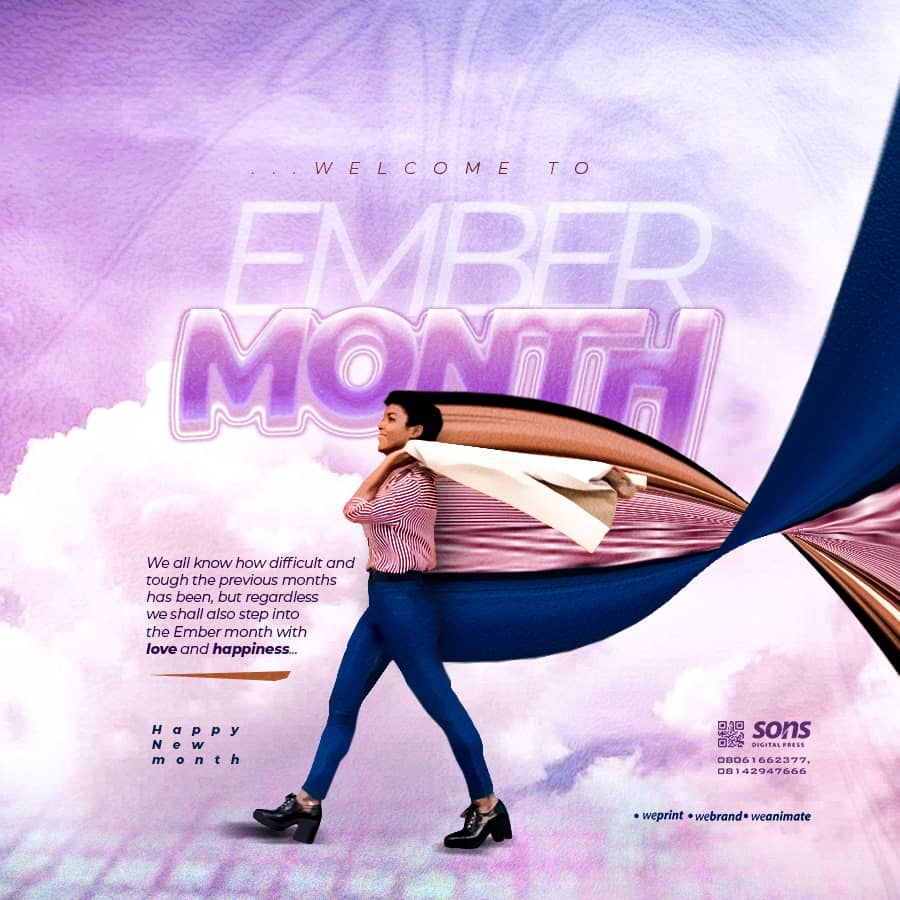 ...WELCOME TO
EMBER
MONTH
We all know how difficult and
tough the previous months
has been, but regardless
we shall also step into
the Ember month with
love and happiness...
Happy
New
month
sons
DIGITAL PRESS
08061662377,
08142947666
• weprint • webrand • weanimate